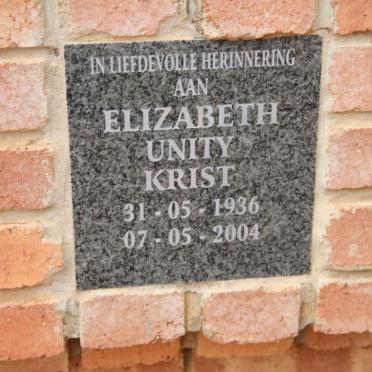 IN LIEFDEVOLLE HERINNERING
AAN
ELIZABETH
UNITY
KRIST
31 - 05 - 1936
07 - 05 - 2004